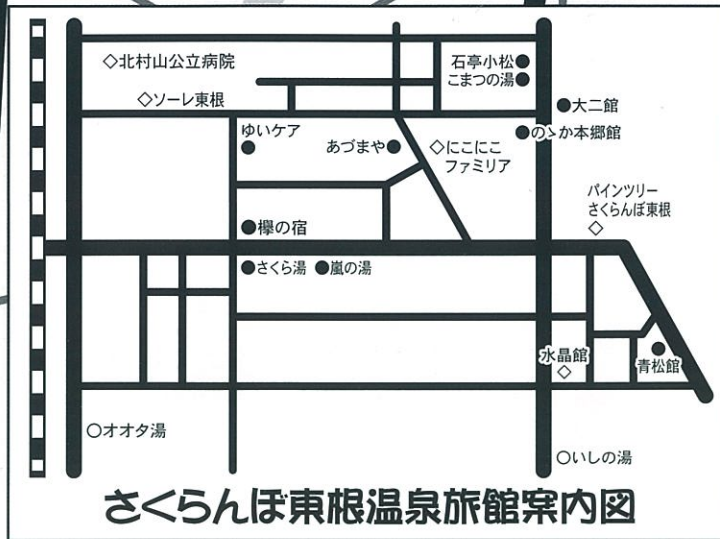 ◇北村山公立病院
石亭小松●
こまつの湯●
◇ソーレ東根
●大二館
ゆいケア
●
あづまや●
◇にこにこ
ファミリア
●のゝか本郷館
パインツリー
さくらんぼ東根
◇
●欅の宿
●さくら湯
●嵐の湯
水晶館
◇
●
青松館
○オオタ湯
○いしの湯
さくらんぼ東根温泉旅館案内図